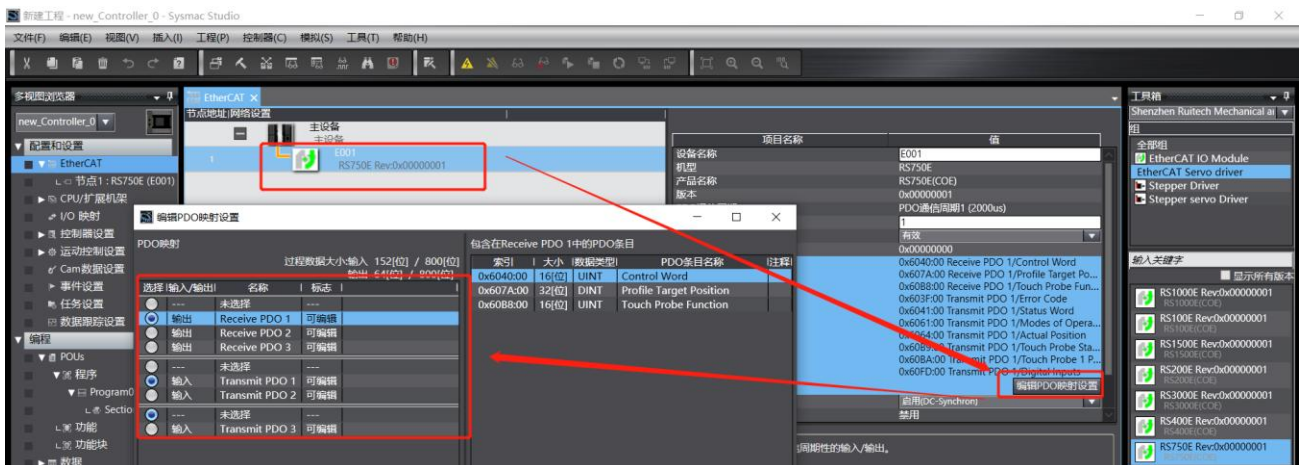 新建工程 - new_Controller_0 - Sysmac Studio
文件(F) 编辑(E) 视图(V) 插入(I) 工程(P) 控制器(C) 模拟(S) 工具(T) 帮助(H)
多视图浏览器
new_Controller_0
配置和设置
EtherCAT
节点1 : RS750E (E001)
CPU/扩展机架
I/O 映射
控制器设置
运动控制设置
Cam数据设置
事件设置
任务设置
数据跟踪设置
编程
POUs
程序
Program0
Sectio
功能
功能块
数据
EtherCAT
节点地址|网络设置
主设备
主设备
1
E001
RS750E Rev:0x00000001
项目名称 值
设备名称 E001
机型 RS750E
产品名称 RS750E(COE)
版本 0x00000001
PDO通信周期1 (2000us)
1
有效
0x00000000
0x6040:00 Receive PDO 1/Control Word
0x607A:00 Receive PDO 1/Profile Target Po...
0x60B8:00 Receive PDO 1/Touch Probe Fun...
0x603F:00 Transmit PDO 1/Error Code
0x6041:00 Transmit PDO 1/Status Word
0x6061:00 Transmit PDO 1/Modes of Opera...
0x6064:00 Transmit PDO 1/Actual Position
0x60B9:00 Transmit PDO 1/Touch Probe Sta...
0x60BA:00 Transmit PDO 1/Touch Probe 1 P...
0x60FD:00 Transmit PDO 1/Digital Inputs
编辑PDO映射设置
启用(DC-Synchron)
禁用
周期性的输入/输出。
编辑PDO映射设置
PDO映射
过程数据大小:输入 152[位] / 800[位]
输出 64[位] / 800[位]
选择 输入/输出 名称 标志
--- 未选择 ---
输出 Receive PDO 1 可编辑
输出 Receive PDO 2 可编辑
输出 Receive PDO 3 可编辑
--- 未选择 ---
输入 Transmit PDO 1 可编辑
输入 Transmit PDO 2 可编辑
--- 未选择 ---
输入 Transmit PDO 3 可编辑
包含在Receive PDO 1中的PDO条目
索引 大小 数据类型 PDO条目名称 注释
0x6040:00 16[位] UINT Control Word
0x607A:00 32[位] DINT Profile Target Position
0x60B8:00 16[位] UINT Touch Probe Function
工具箱
Shenzhen Ruitech Mechanical a
组
全部组
EtherCAT IO Module
EtherCAT Servo driver
Stepper Driver
Stepper servo Driver
输入关键字
显示所有版本
RS1000E Rev:0x00000001
RS1000E(COE)
RS100E Rev:0x00000001
RS100E(COE)
RS1500E Rev:0x00000001
RS1500E(COE)
RS200E Rev:0x00000001
RS200E(COE)
RS3000E Rev:0x00000001
RS3000E(COE)
RS400E Rev:0x00000001
RS400E(COE)
RS750E Rev:0x00000001
RS750E(COE)